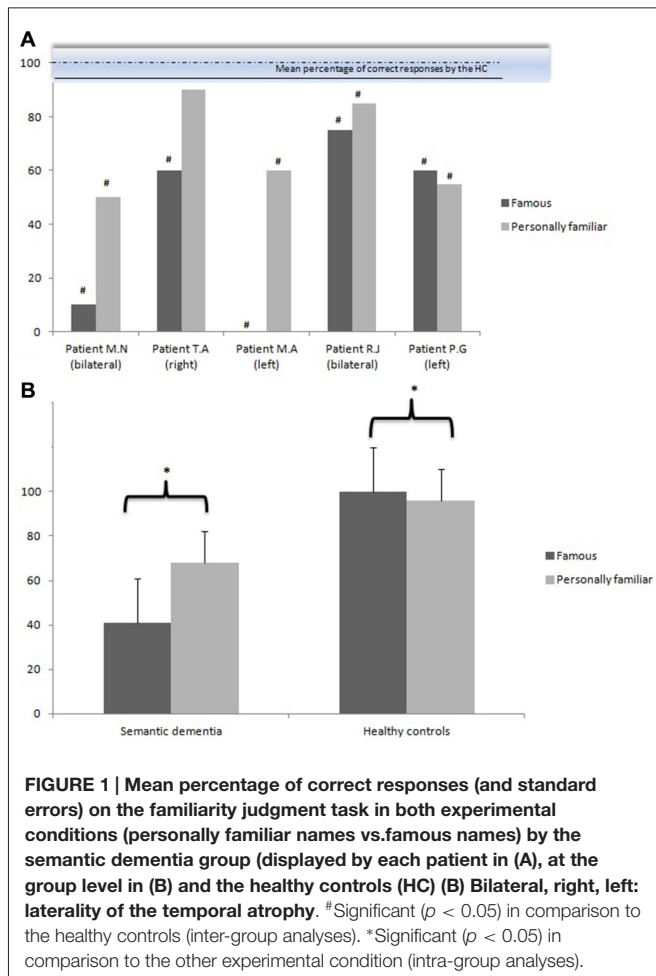 A
Mean percentage of correct responses by the HC
100
80
60
40
20
0
# # # # # # # # #
Famous
Personally familiar
Patient M.N Patient T.A Patient M.A Patient R.J Patient P.G
(bilateral) (right) (left) (bilateral) (left)
B
* *
100
80
60
40
20
0
Famous
Personally familiar
Semantic dementia Healthy controls
FIGURE 1 | Mean percentage of correct responses (and standard
errors) on the familiarity judgment task in both experimental
conditions (personally familiar names vs.famous names) by the
semantic dementia group (displayed by each patient in (A), at the
group level in (B) and the healthy controls (HC) (B) Bilateral, right, left:
laterality of the temporal atrophy. #Significant (p < 0.05) in comparison to
the healthy controls (inter-group analyses). *Significant (p < 0.05) in
comparison to the other experimental condition (intra-group analyses).